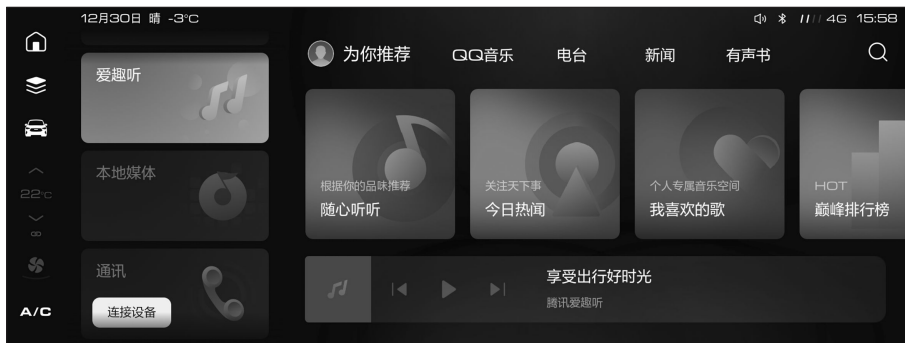 12月30日 晴 -3°C
4G 15:58
为你推荐 QQ音乐 电台 新闻 有声书
爱趣听
本地媒体
22°C
通讯
连接设备
A/C
根据你的品味推荐
随心听听
关注天下事
今日热闻
个人专属音乐空间
我喜欢的歌
HOT
巅峰排行榜
享受出行好时光
腾讯爱趣听